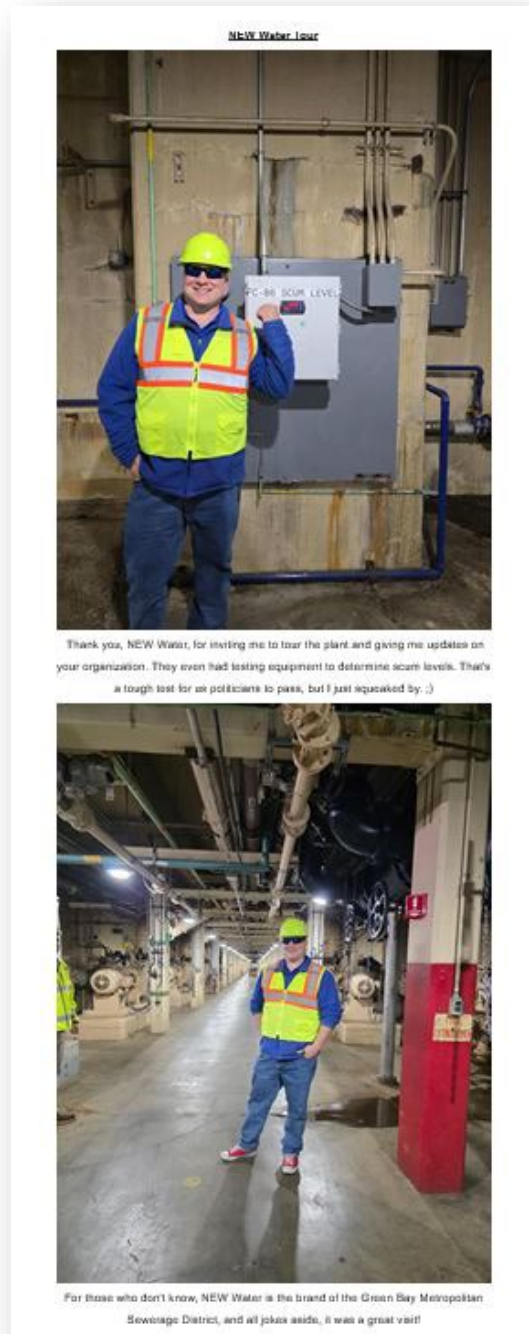 NEW Water Tour
FC-86 SCUM LEVEL
Thank you, NEW Water, for inviting me to tour the plant and giving me updates on
your organization. They even had testing equipment to determine scum levels. That's
a tough test for us politicians to pass, but I just squeaked by. ;)
For those who don't know, NEW Water is the brand of the Green Bay Metropolitan
Sewerage District, and all jokes aside, it was a great visit!